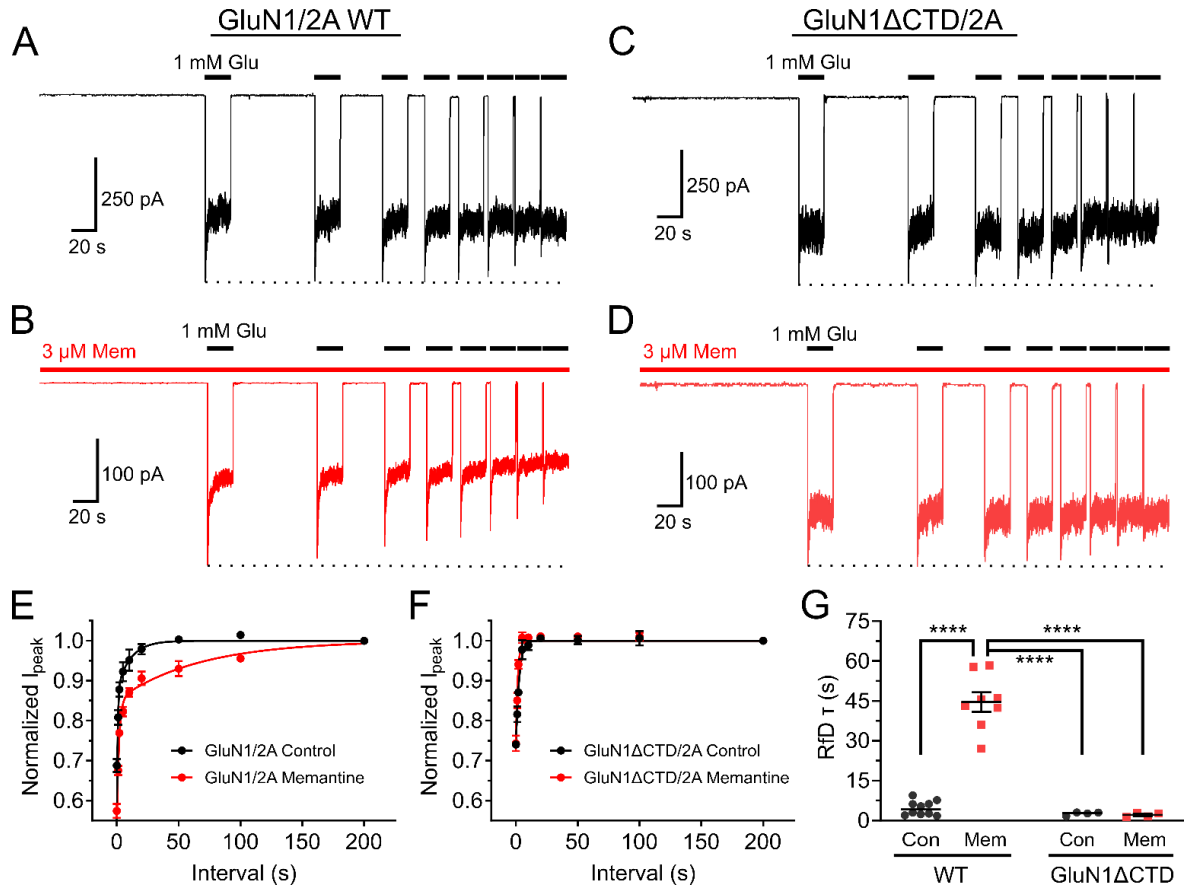 GluN1/2A WT
GluN1ΔCTD/2A
A
1 mM Glu
250 pA
20 s
C
1 mM Glu
250 pA
20 s
B
1 mM Glu
3 µM Mem
100 pA
20 s
D
1 mM Glu
3 µM Mem
100 pA
20 s
E
Normalized Ipeak
1.0
0.9
0.8
0.7
0.6
GluN1/2A Control
GluN1/2A Memantine
0 50 100 150 200
Interval (s)
F
Normalized Ipeak
1.0
0.9
0.8
0.7
0.6
GluN1ΔCTD/2A Control
GluN1ΔCTD/2A Memantine
0 50 100 150 200
Interval (s)
G
RfD τ (s)
75
60
45
30
15
0
**** ****
****
Con Mem Con Mem
WT GluN1ΔCTD